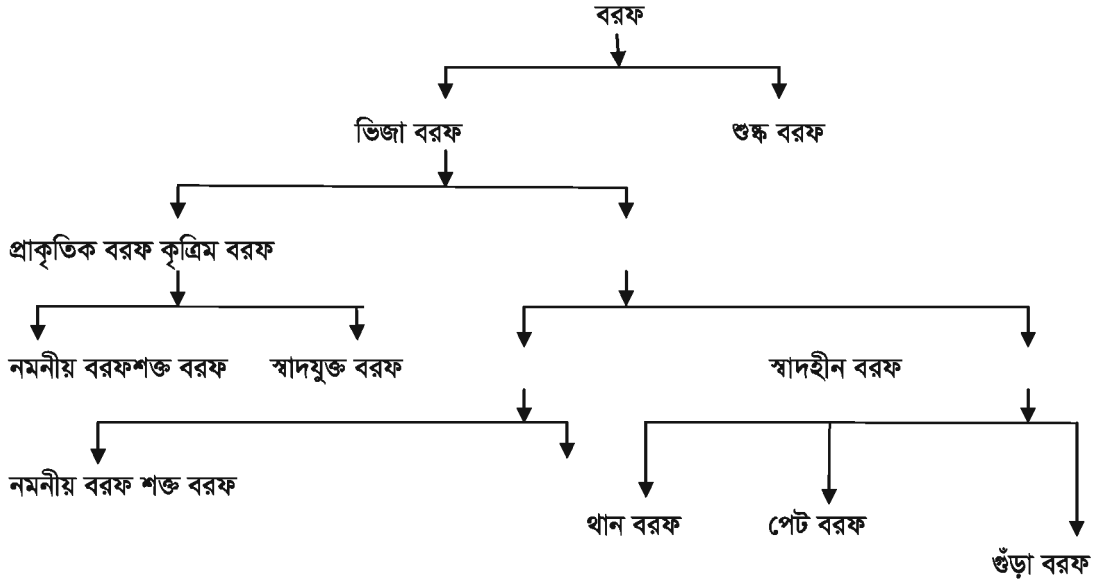 বরফ
ভিজা বরফ শুষ্ক বরফ
প্রাকৃতিক বরফ কৃত্রিম বরফ
নমনীয় বরফশক্ত বরফ স্বাদযুক্ত বরফ স্বাদহীন বরফ
নমনীয় বরফ শক্ত বরফ
থান বরফ পেট বরফ
গুঁড়া বরফ